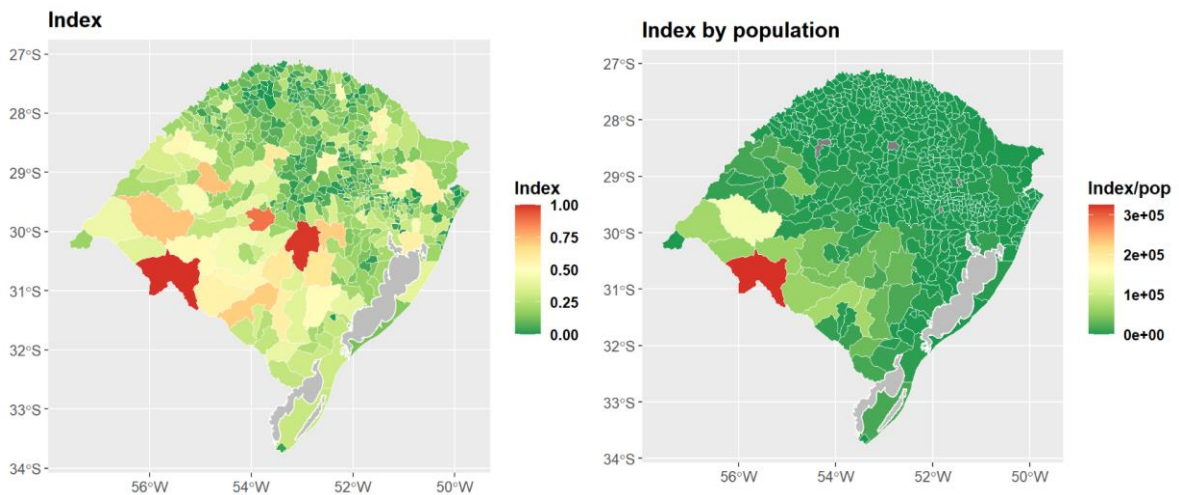 Index
27°S
28°S
29°S
30°S
31°S
32°S
33°S
34°S
56°W 54°W 52°W 50°W
Index
1.00
0.75
0.50
0.25
0.00
Index by population
27°S
28°S
29°S
30°S
31°S
32°S
33°S
34°S
56°W 54°W 52°W 50°W
Index/pop
3e+05
2e+05
1e+05
0e+00